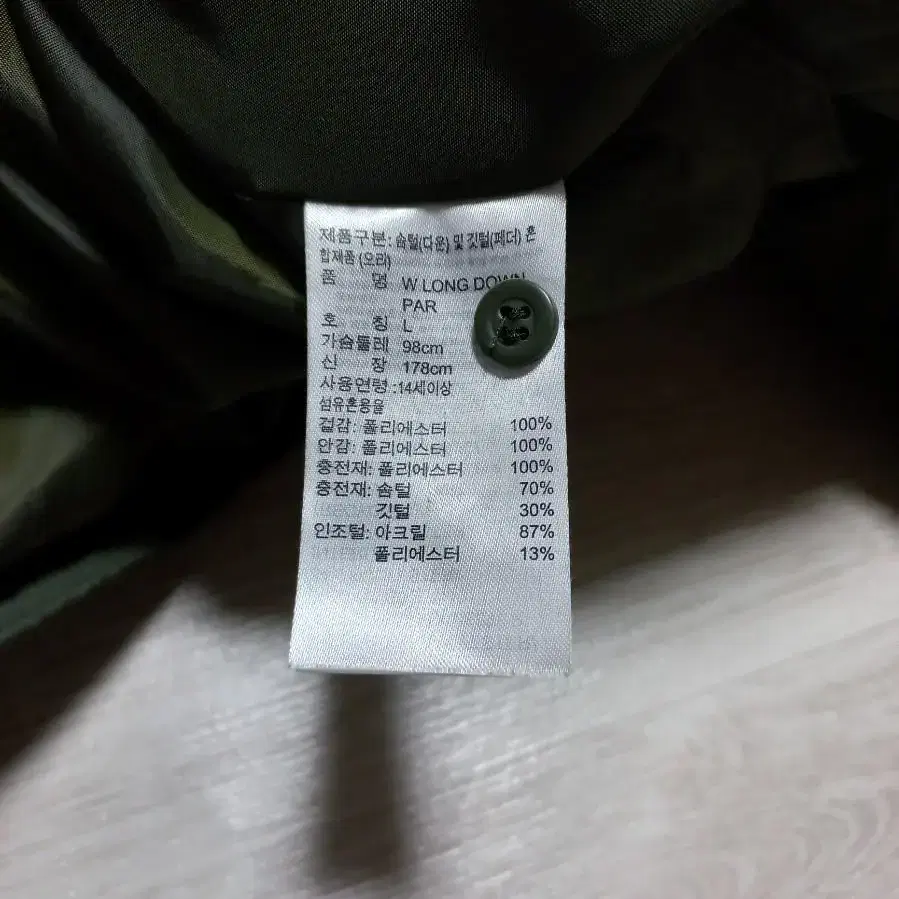 제품구분: 솜털(다운) 및 깃털(페더) 혼
합제품 (오리)
품 명 W LONG DOWN
PAR
호 칭 L
가슴둘레 98cm
신 장 178cm
사용연령 :14세이상
섬유혼용율
겉감: 폴리에스터 100%
안감: 폴리에스터 100%
충전재: 폴리에스터 100%
충전재: 솜털 70%
깃털 30%
인조털: 아크릴 87%
폴리에스터 13%